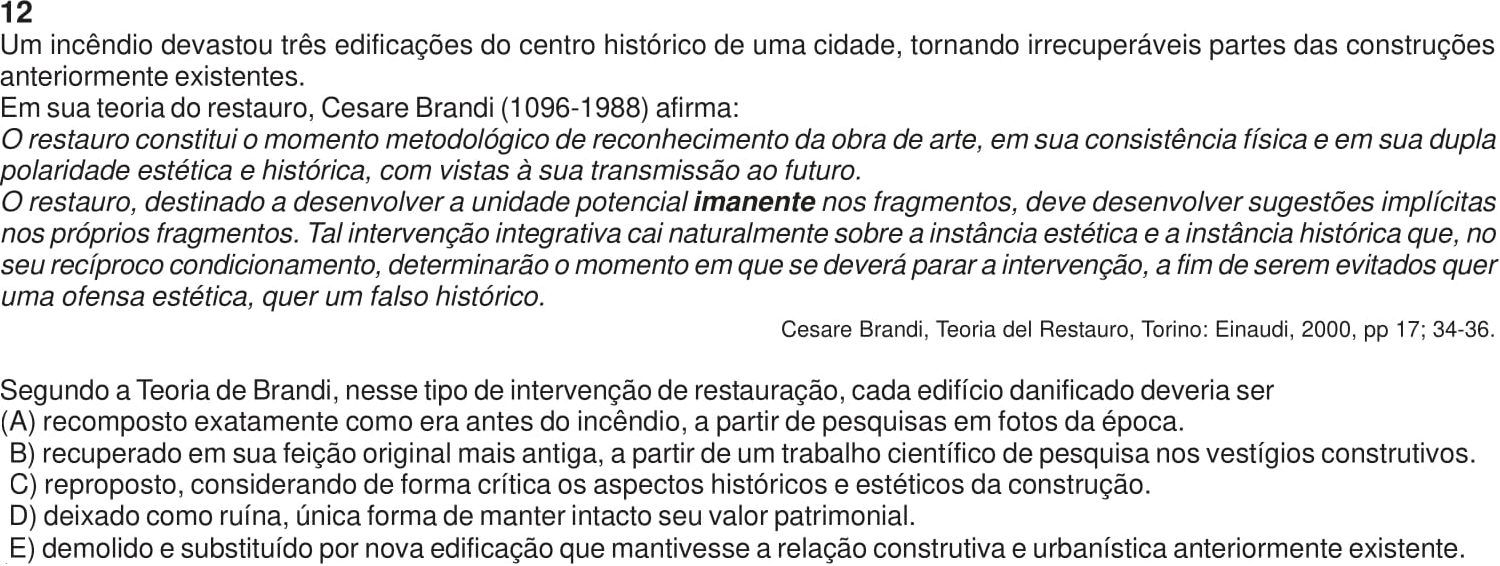 12
Um incêndio devastou três edificações do centro histórico de uma cidade, tornando irrecuperáveis partes das construções
anteriormente existentes.
Em sua teoria do restauro, Cesare Brandi (1096-1988) afirma:
O restauro constitui o momento metodológico de reconhecimento da obra de arte, em sua consistência física e em sua dupla
polaridade estética e histórica, com vistas à sua transmissão ao futuro.
O restauro, destinado a desenvolver a unidade potencial imanente nos fragmentos, deve desenvolver sugestões implícitas
nos próprios fragmentos. Tal intervenção integrativa cai naturalmente sobre a instância estética e a instância histórica que, no
seu recíproco condicionamento, determinarão o momento em que se deverá parar a intervenção, a fim de serem evitados quer
uma ofensa estética, quer um falso histórico.
Cesare Brandi, Teoria del Restauro, Torino: Einaudi, 2000, pp 17; 34-36.
Segundo a Teoria de Brandi, nesse tipo de intervenção de restauração, cada edifício danificado deveria ser
(A) recomposto exatamente como era antes do incêndio, a partir de pesquisas em fotos da época.
B) recuperado em sua feição original mais antiga, a partir de um trabalho científico de pesquisa nos vestígios construtivos.
C) reproposto, considerando de forma crítica os aspectos históricos e estéticos da construção.
D) deixado como ruína, única forma de manter intacto seu valor patrimonial.
E) demolido e substituído por nova edificação que mantivesse a relação construtiva e urbanística anteriormente existente.